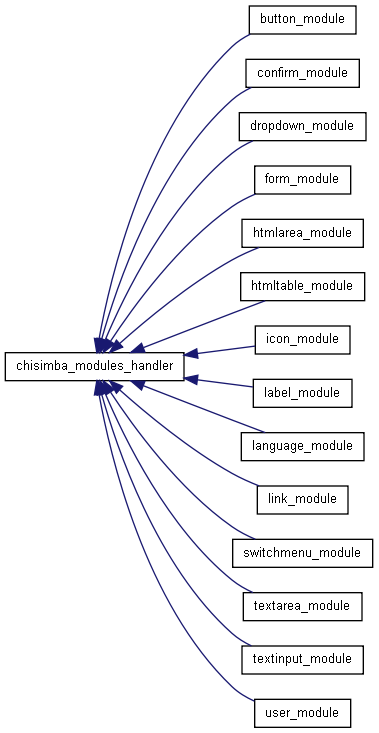 button_module
confirm_module
dropdown_module
form_module
htmlarea_module
htmltable_module
icon_module
chisimba_modules_handler
label_module
language_module
link_module
switchmenu_module
textarea_module
textinput_module
user_module